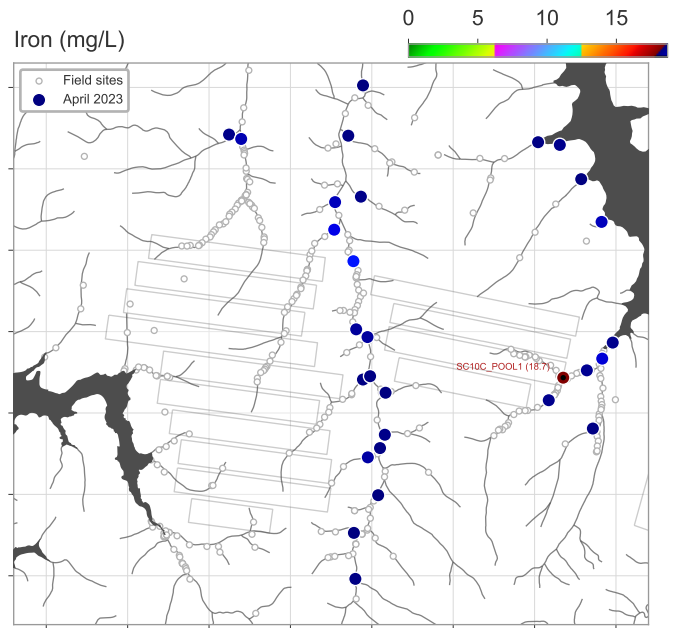 0 5 10 15
Iron (mg/L)
Field sites
April 2023
SC10C_POOL1 (18.7)